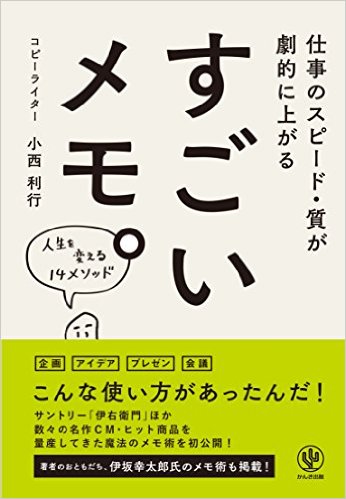 仕事のスピード・質が
劇的に上がる
すごい
メモ。
コピーライター 小西 利行
人生を
変える
14メソッド
企画 アイデア プレゼン 会議
こんな使い方があったんだ!
サントリー「伊右衛門」ほか
数々の名作CM・ヒット商品を
量産してきた魔法のメモ術を初公開!
著者のおともだち、伊坂幸太郎氏のメモ術も掲載!
かんき出版